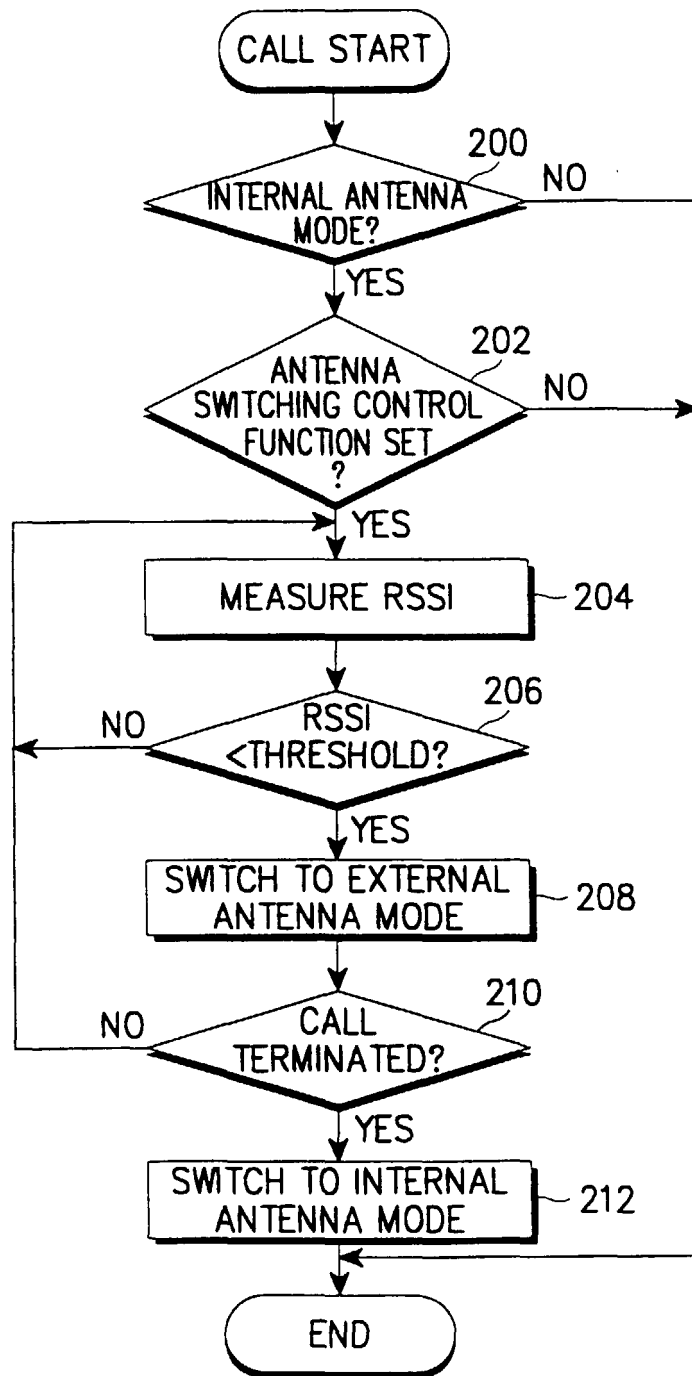 CALL START
200
INTERNAL ANTENNA
MODE?
NO
YES
202
ANTENNA
SWITCHING CONTROL
FUNCTION SET
?
NO
YES
MEASURE RSSI
204
206
RSSI
<THRESHOLD?
NO
YES
SWITCH TO EXTERNAL
ANTENNA MODE
208
210
CALL
TERMINATED?
NO
YES
SWITCH TO INTERNAL
ANTENNA MODE
212
END